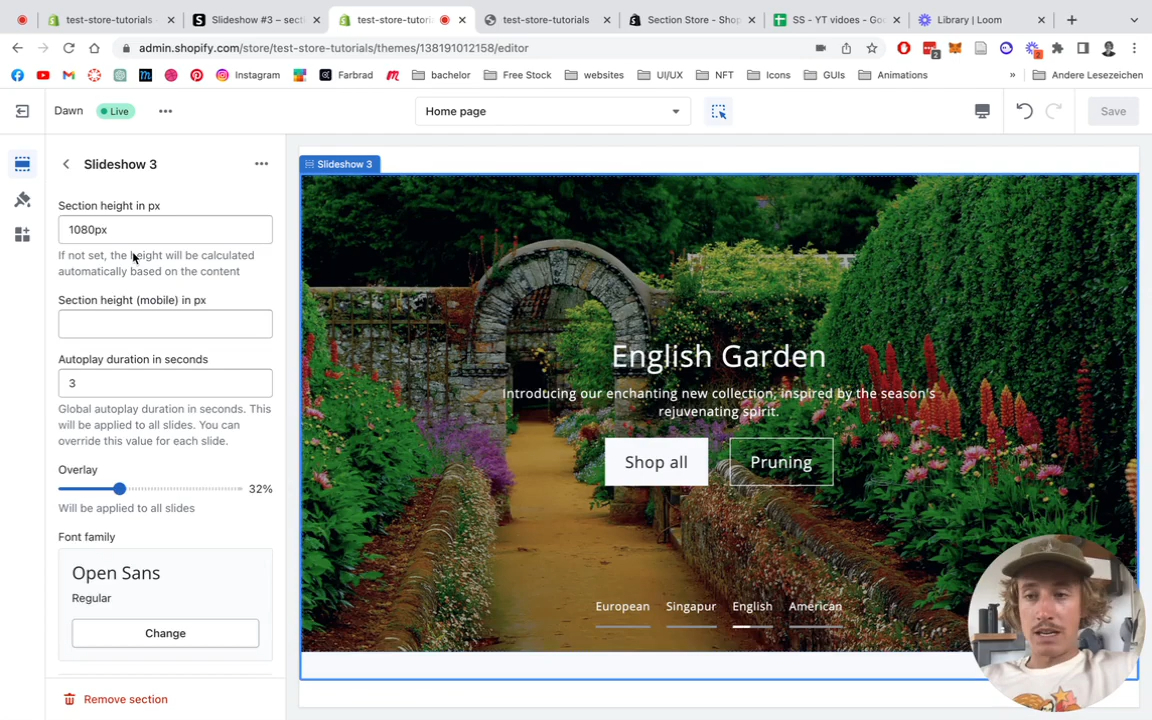 test-store-tutorials
Slideshow #3 – secti
test-store-tutori
test-store-tutorials
Section Store - Shop
SS - YT vidoes - Goo
Library | Loom
admin.shopify.com/store/test-store-tutorials/themes/138191012158/editor
2
2
Instagram
Farbrad
bachelor
Free Stock
websites
UI/UX
NFT
Icons
GUIs
Animations
»
Andere Lesezeichen
Dawn
Live
Home page
Save
Slideshow 3
Section height in px
1080px
If not set, the height will be calculated
automatically based on the content
Section height (mobile) in px
Autoplay duration in seconds
3
Global autoplay duration in seconds. This
will be applied to all slides. You can
override this value for each slide.
Overlay
32%
Will be applied to all slides
Font family
Open Sans
Regular
Change
Remove section
Slideshow 3
English Garden
Introducing our enchanting new collection, inspired by the season's
rejuvenating spirit.
Shop all
Pruning
European
Singapur
English
American